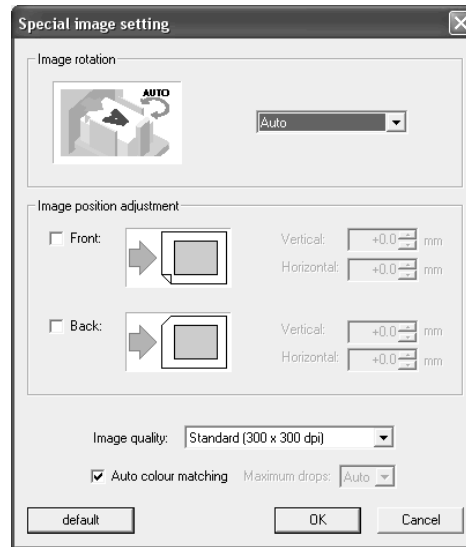 Special image setting
Image rotation
AUTO
Auto
Image position adjustment
Front:
Vertical: +0.0 mm
Horizontal: +0.0 mm
Back:
Vertical: +0.0 mm
Horizontal: +0.0 mm
Image quality: Standard (300 x 300 dpi)
Auto colour matching Maximum drops: Auto
default OK Cancel